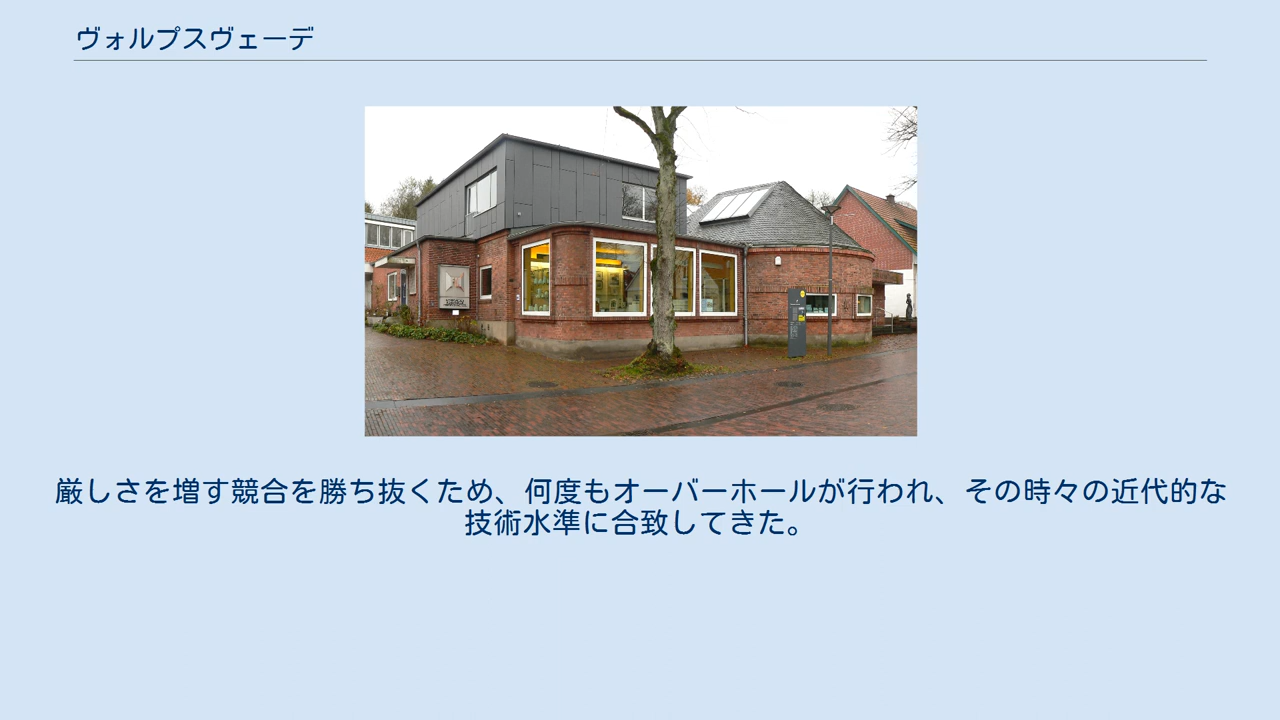 ヴォルプスヴェーデ
厳しさを増す競合を勝ち抜くため、何度もオーバーホールが行われ、その時々の近代的な
技術水準に合致してきた。